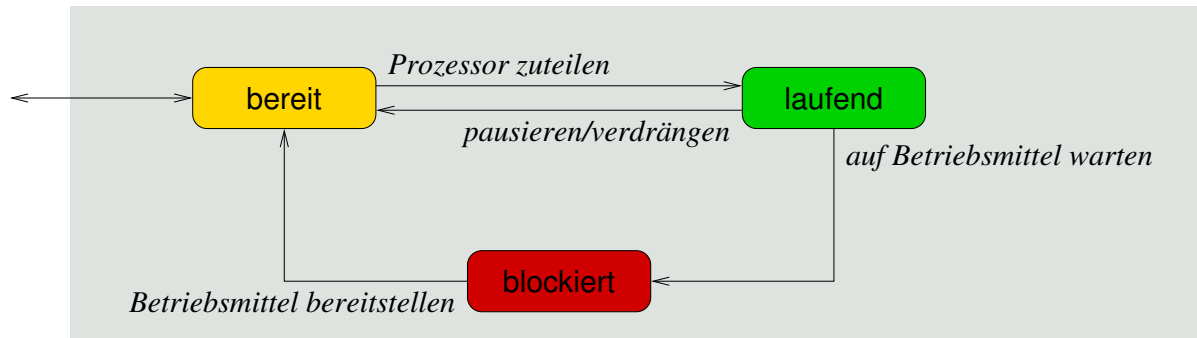 Prozessor zuteilen
bereit
laufend
pausieren/verdrängen
auf Betriebsmittel warten
blockiert
Betriebsmittel bereitstellen